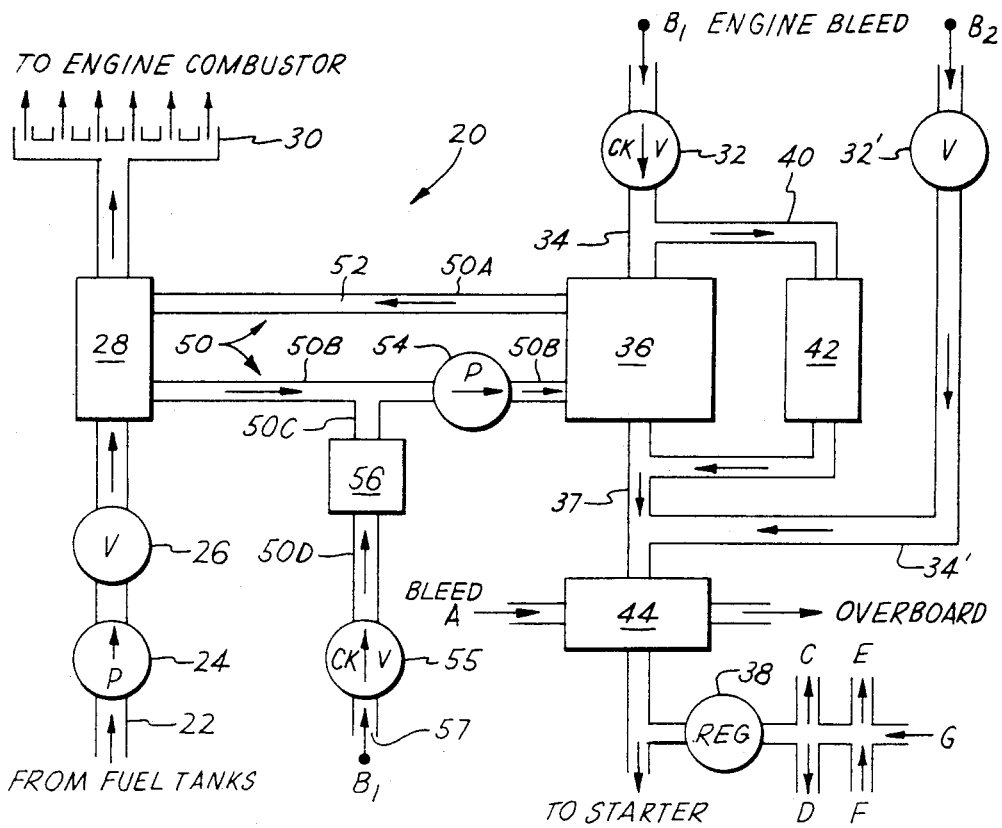 B₁ ENGINE BLEED
B₂
TO ENGINE COMBUSTOR
30
20
CK V
32
32'
V
40
34
52
50A
28
50
50B
54
P
50B
36
42
50C
56
37
V
26
50D
34'
BLEED
A
44
OVERBOARD
P
24
CK V
55
38
C
E
22
57
REG
G
FROM FUEL TANKS
B₁
TO STARTER
D
F